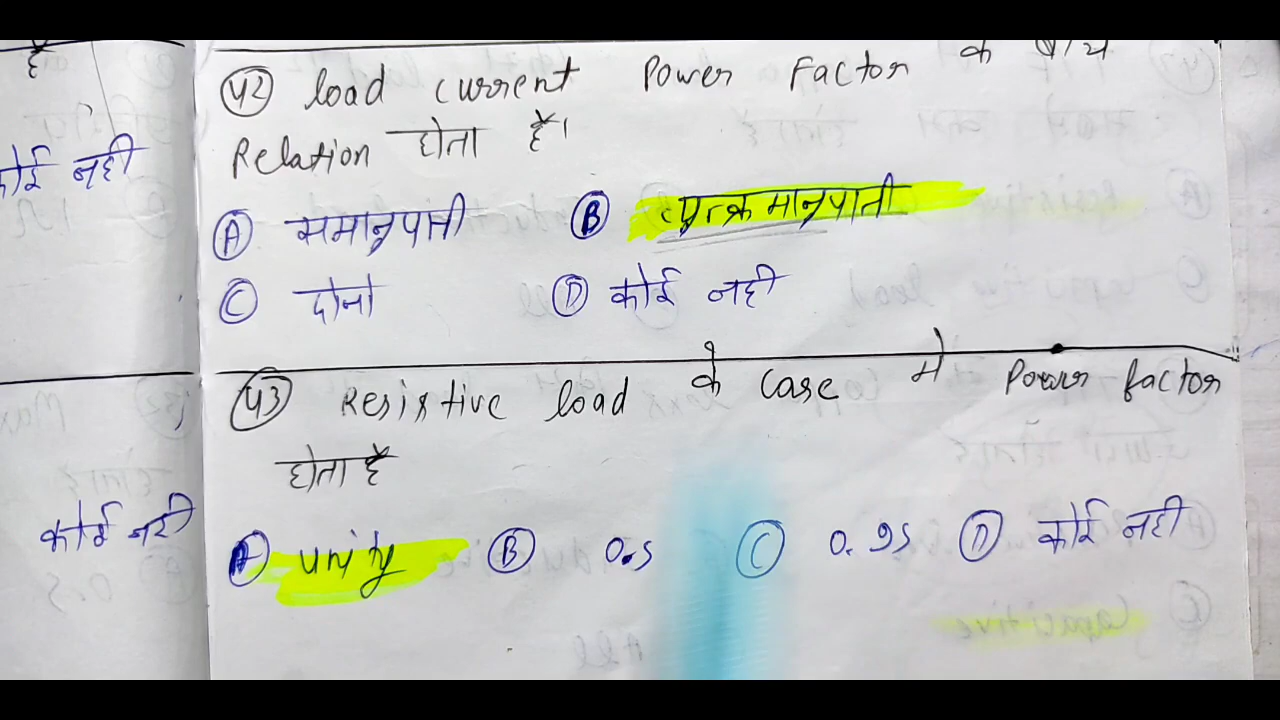 है
कोई नही
कोई नही
42 load current Power Factor के
Relation होता है।
A समानुपाती B व्युत्क्रमानुपाती
C दोनो D कोई नही
43 Resistive load के case मे Power factor
होता है
A unity B 0.5 C 0.95 D कोई नही